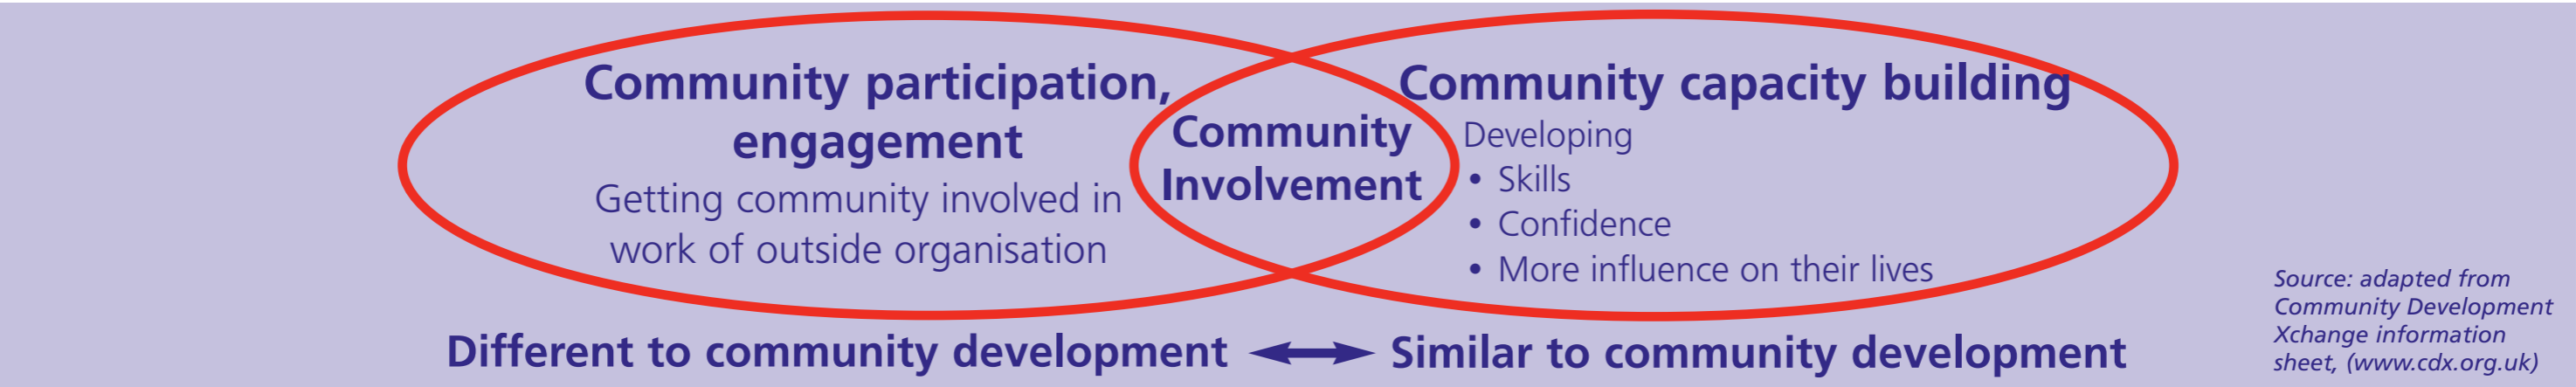 Community participation,
engagement
Getting community involved in
work of outside organisation
Community
Involvement
Community capacity building
Developing
• Skills
• Confidence
• More influence on their lives
Different to community development
Similar to community development
Source: adapted from
Community Development
Xchange information
sheet, (www.cdx.org.uk)